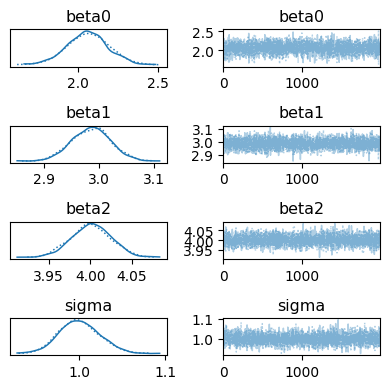 beta0 beta0
2.5
2.0
2.0 2.5 0 1000
beta1 beta1
3.1
3.0
2.9
2.9 3.0 3.1 0 1000
beta2 beta2
4.05
4.00
3.95
3.95 4.00 4.05 0 1000
sigma sigma
1.1
1.0
1.0 1.1 0 1000